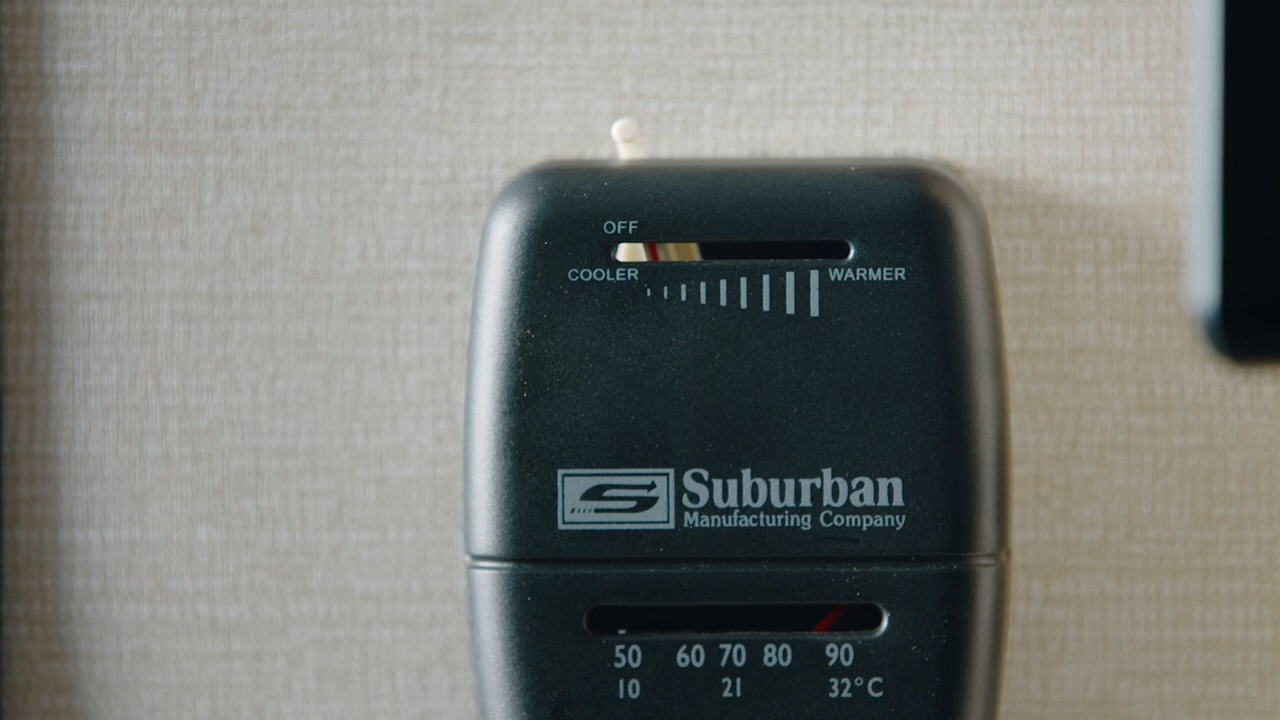 OFF
COOLER WARMER
Suburban
Manufacturing Company
50 60 70 80 90
10 21 32°C